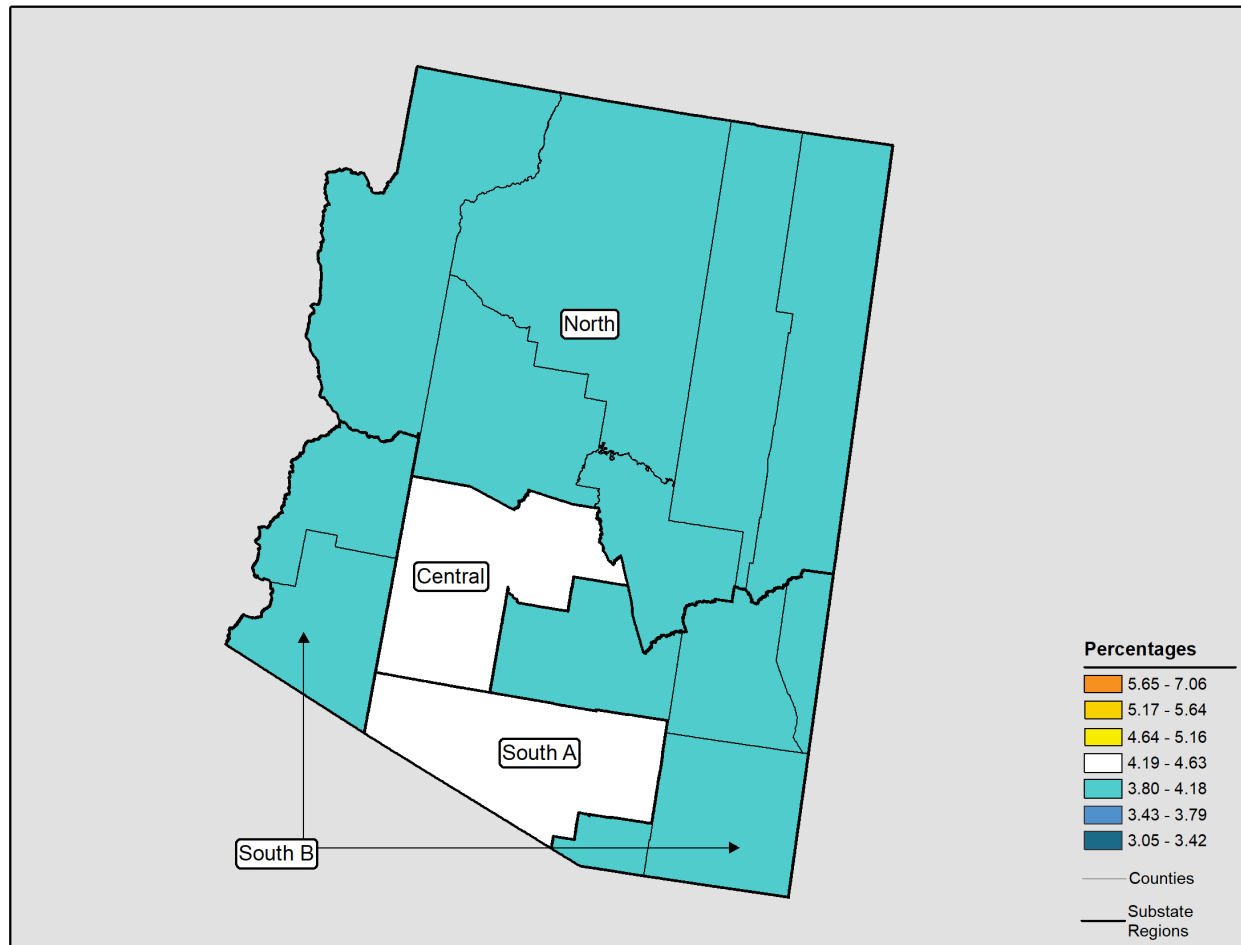 North
Central
South A
South B
Percentages
5.65 - 7.06
5.17 - 5.64
4.64 - 5.16
4.19 - 4.63
3.80 - 4.18
3.43 - 3.79
3.05 - 3.42
Counties
Substate
Regions